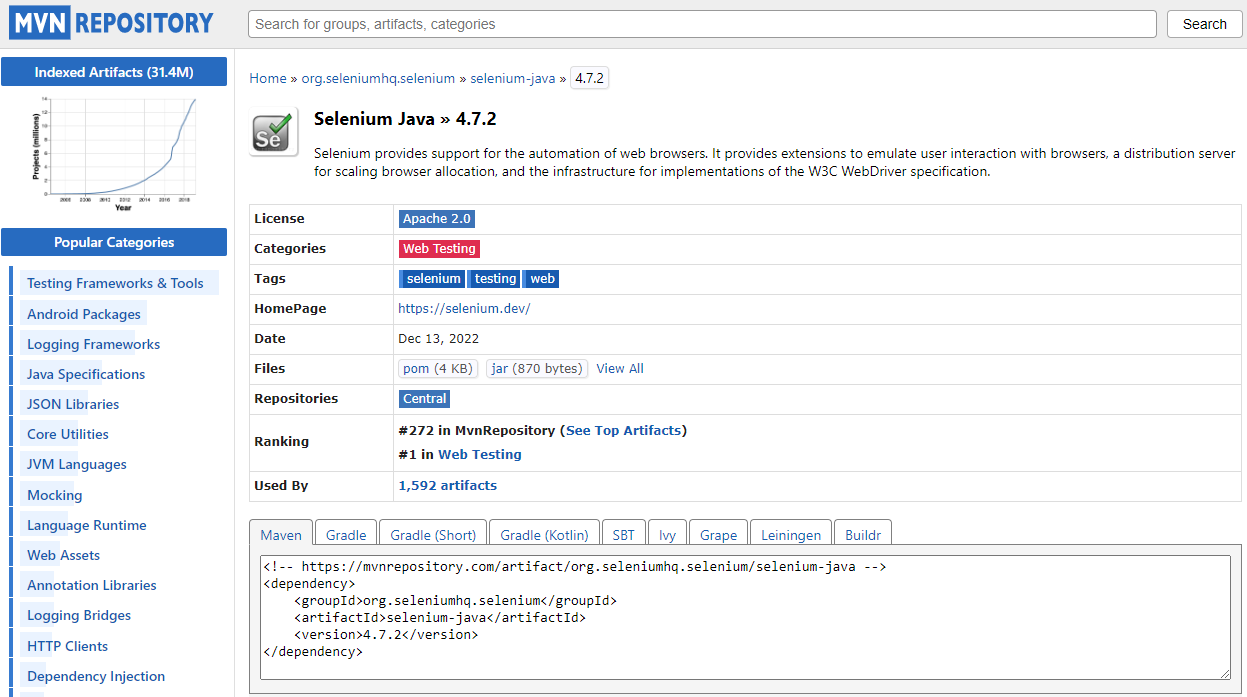 MVN REPOSITORY
Search for groups, artifacts, categories
Search
Indexed Artifacts (31.4M)
Projects (millions)
14
12
10
8
6
4
2
0
2006
2008
2010
2012
2014
2016
2018
Year
Popular Categories
Testing Frameworks & Tools
Android Packages
Logging Frameworks
Java Specifications
JSON Libraries
Core Utilities
JVM Languages
Mocking
Language Runtime
Web Assets
Annotation Libraries
Logging Bridges
HTTP Clients
Dependency Injection
Home » org.seleniumhq.selenium » selenium-java » 4.7.2
Se
Selenium Java » 4.7.2
Selenium provides support for the automation of web browsers. It provides extensions to emulate user interaction with browsers, a distribution server
for scaling browser allocation, and the infrastructure for implementations of the W3C WebDriver specification.
License Apache 2.0
Categories Web Testing
Tags selenium testing web
HomePage https://selenium.dev/
Date Dec 13, 2022
Files pom (4 KB) jar (870 bytes) View All
Repositories Central
Ranking #272 in MvnRepository (See Top Artifacts)
#1 in Web Testing
Used By 1,592 artifacts
Maven Gradle Gradle (Short) Gradle (Kotlin) SBT Ivy Grape Leiningen Buildr
<!-- https://mvnrepository.com/artifact/org.seleniumhq.selenium/selenium-java -->
<dependency>
    <groupId>org.seleniumhq.selenium</groupId>
    <artifactId>selenium-java</artifactId>
    <version>4.7.2</version>
</dependency>